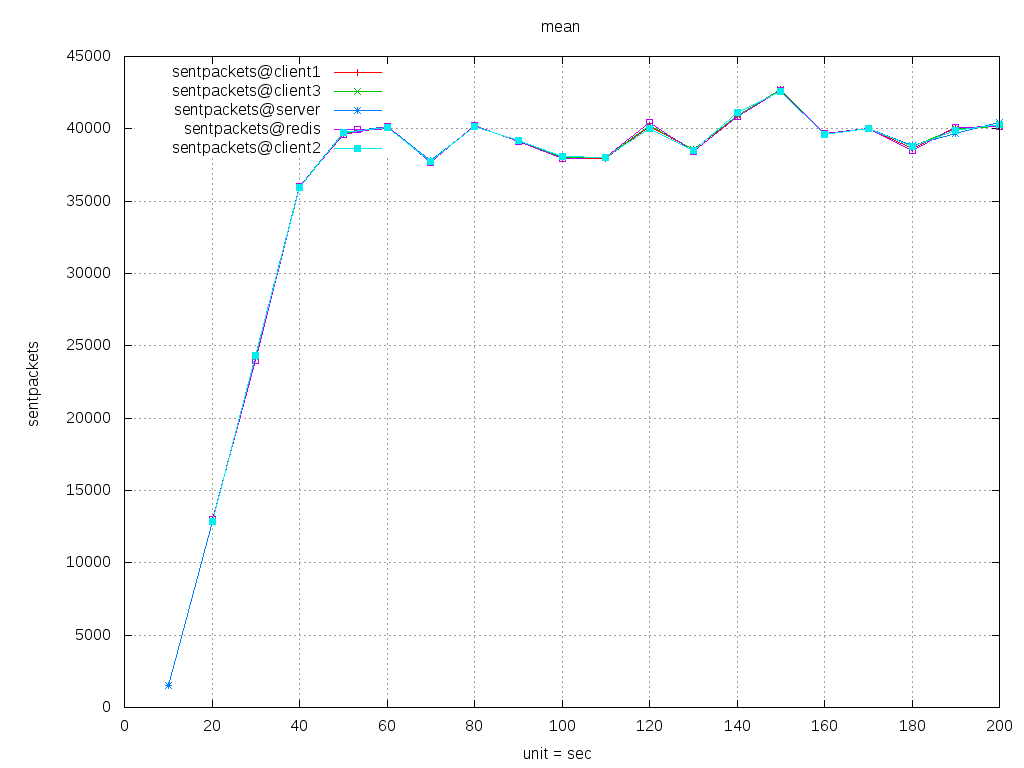 mean
45000
40000
35000
30000
25000
20000
15000
10000
5000
0
sentpackets
sentpackets@client1
sentpackets@client3
sentpackets@server
sentpackets@redis
sentpackets@client2
0 20 40 60 80 100 120 140 160 180 200
unit = sec